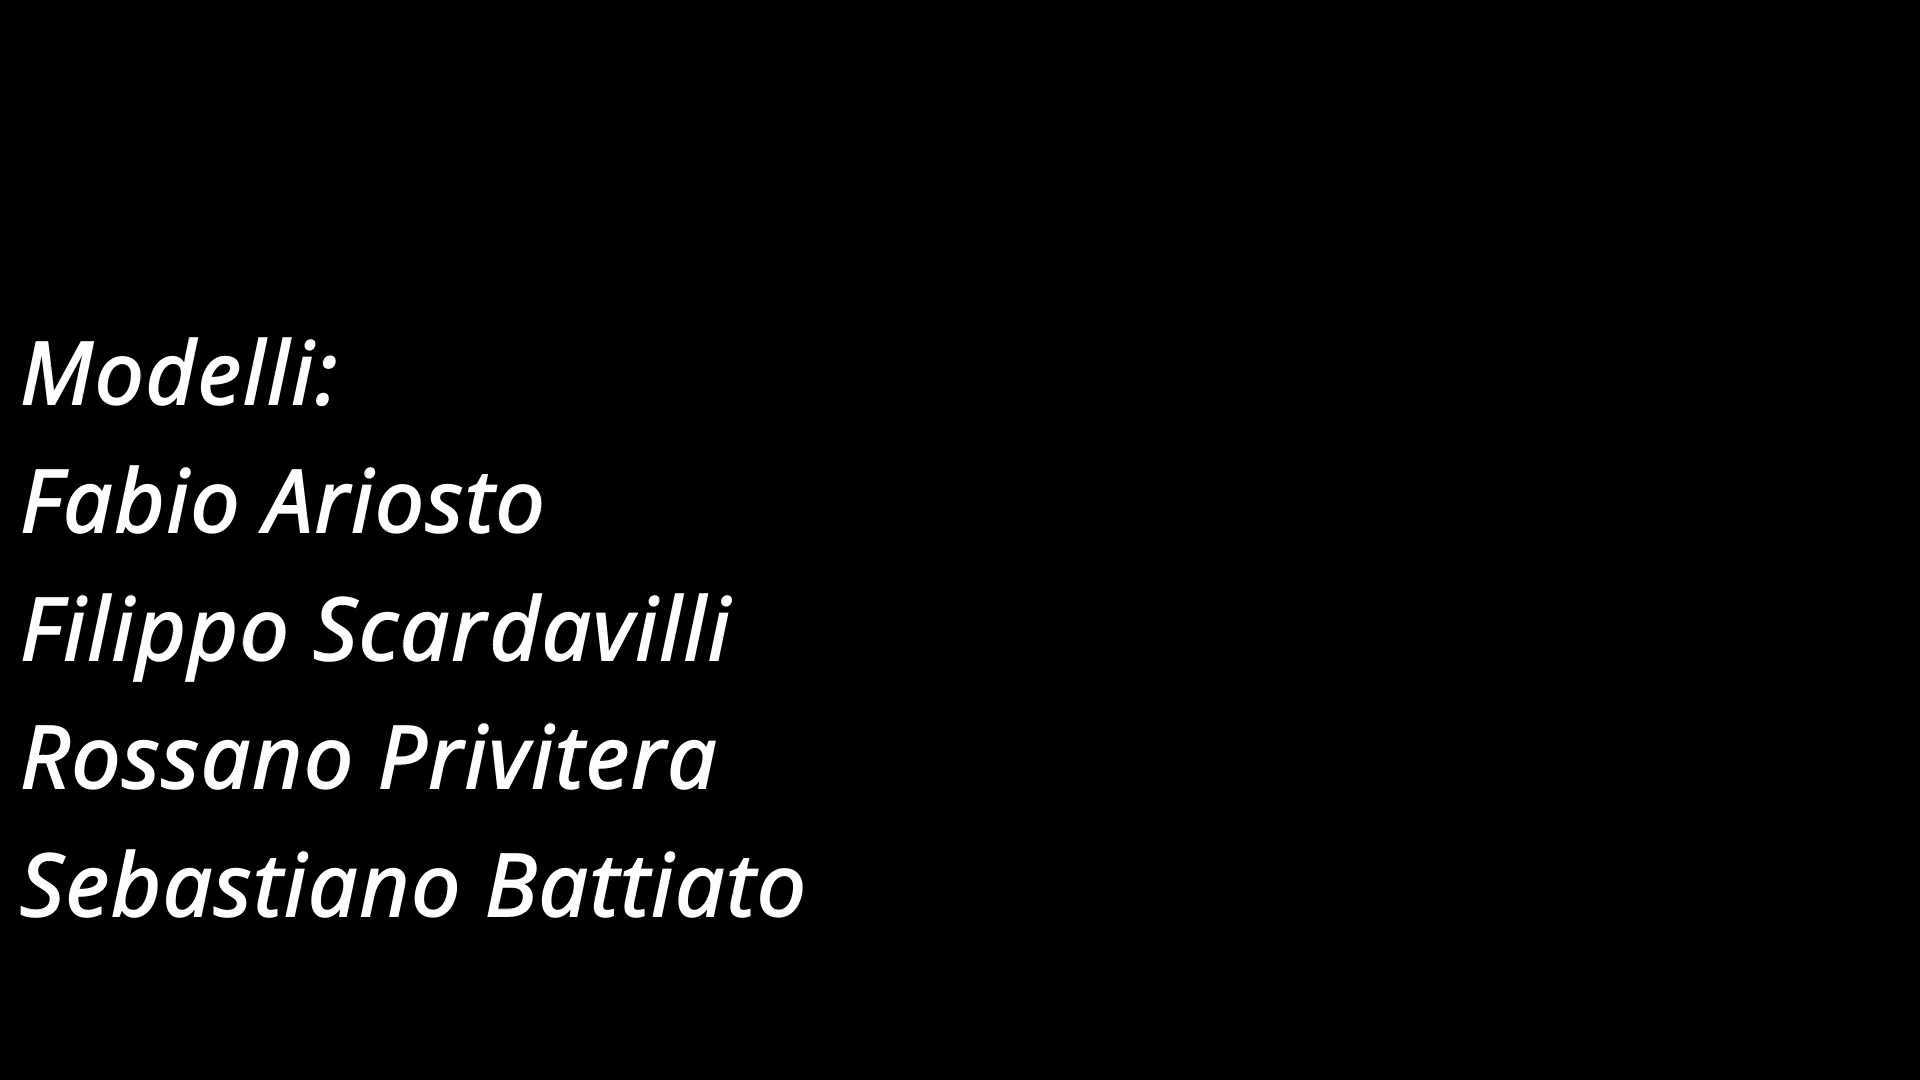 Modelli:
Fabio Ariosto
Filippo Scardavilli
Rossano Privitera
Sebastiano Battiato